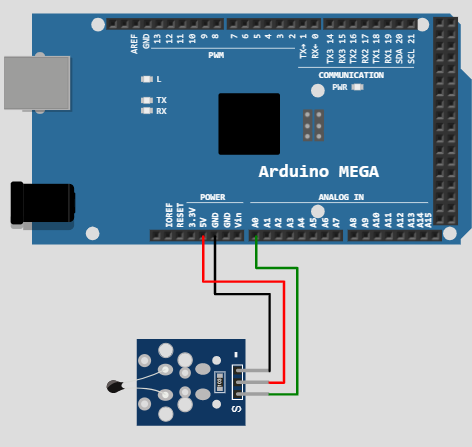 AREF
GND
13
12
11
10
9
8
7
6
5
4
3
2
TX→ 1
RX← 0
TX3 14
RX3 15
TX2 16
RX2 17
TX1 18
RX1 19
SDA 20
SCL 21
PWM
COMMUNICATION
L
PWR
TX
RX
Arduino MEGA
POWER
ANALOG IN
IOREF
RESET
3.3V
5V
GND
GND
Vin
A0
A1
A2
A3
A4
A5
A6
A7
A8
A9
A10
A11
A12
A13
A14
A15
-
S